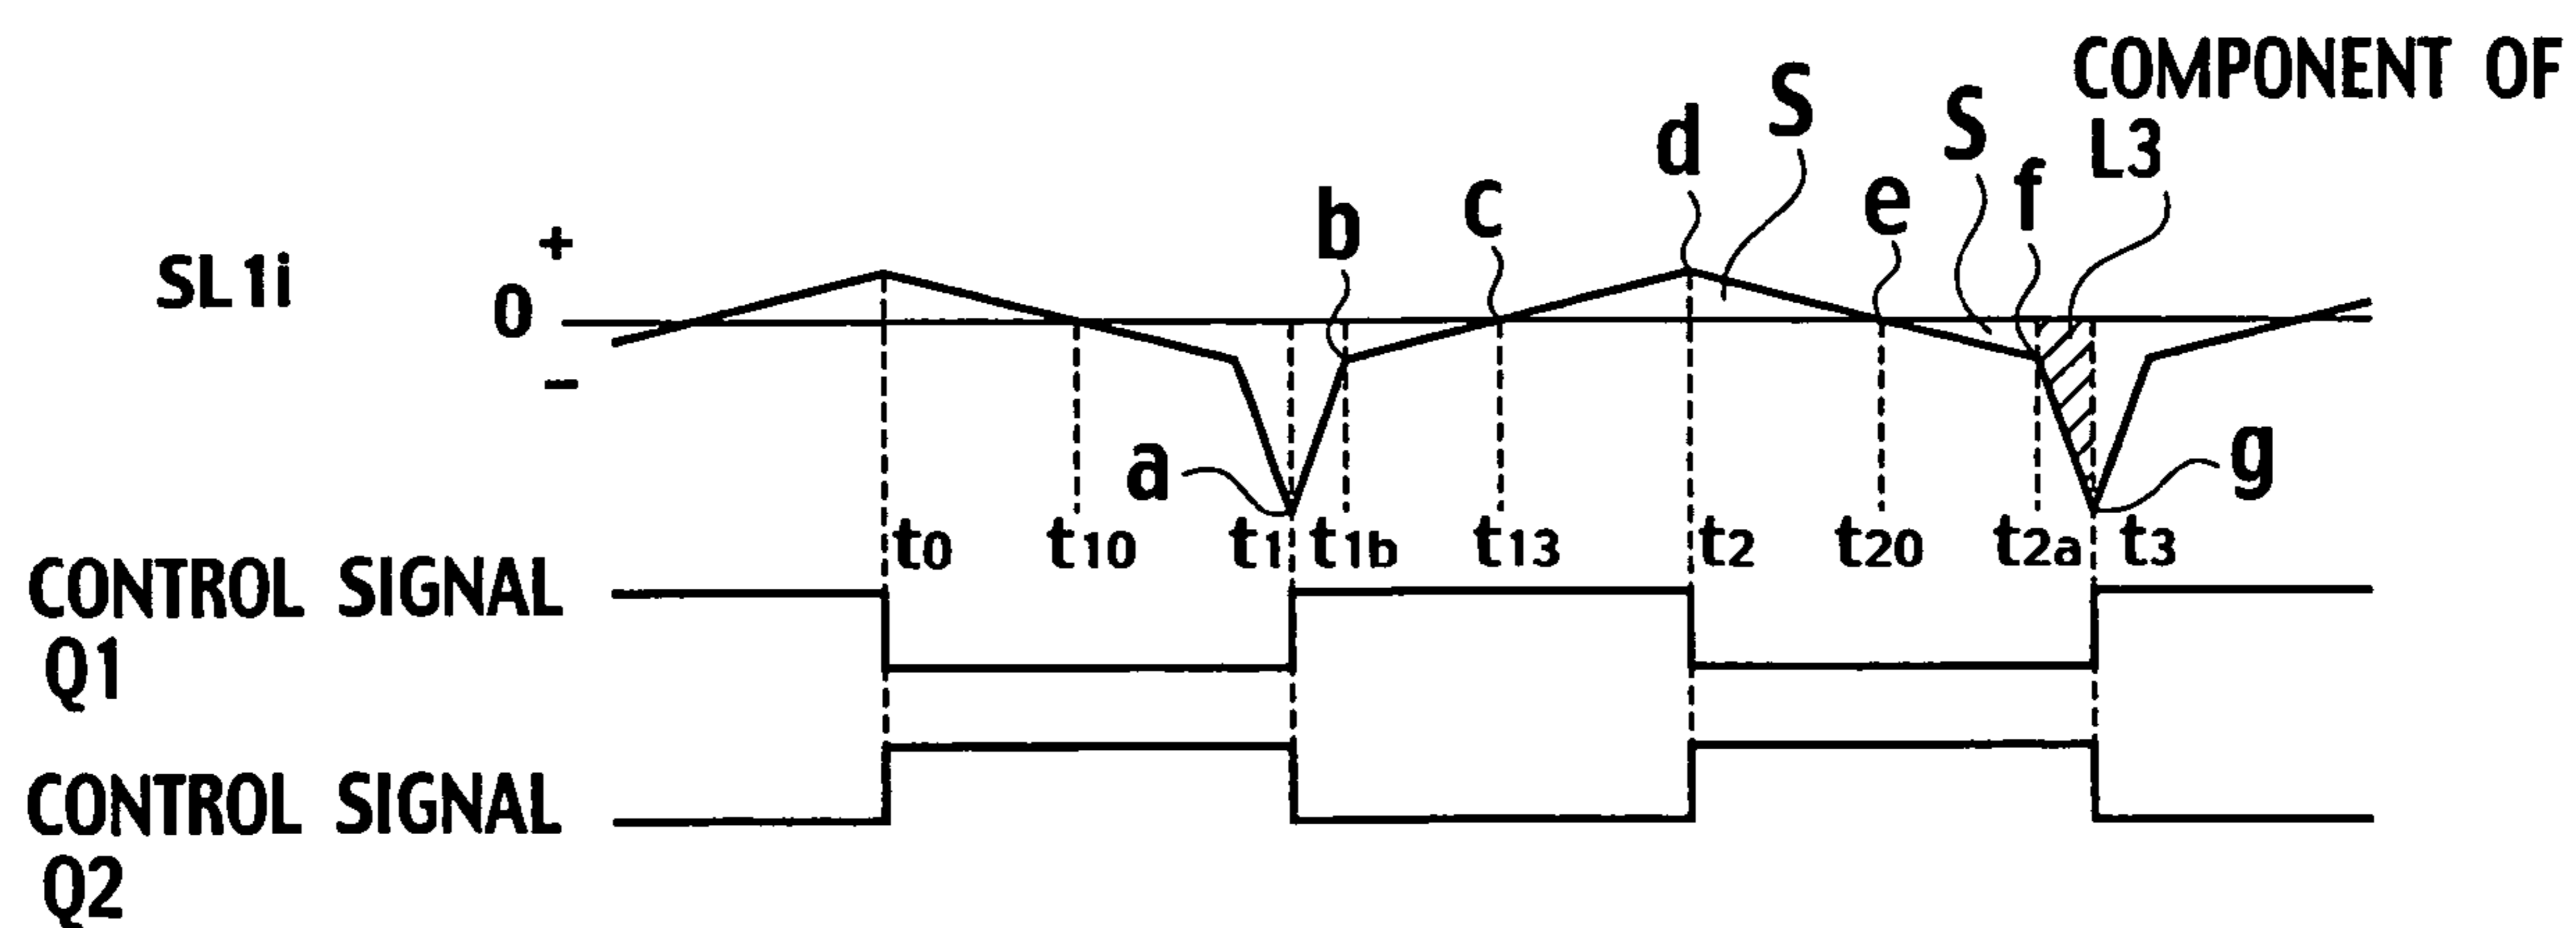 COMPONENT OF
L3
S
S
d
f
b
c
e
+
SL1i
0
−
a
g
t0
t10
t1
t1b
t13
t2
t20
t2a
t3
CONTROL SIGNAL
Q1
CONTROL SIGNAL
Q2